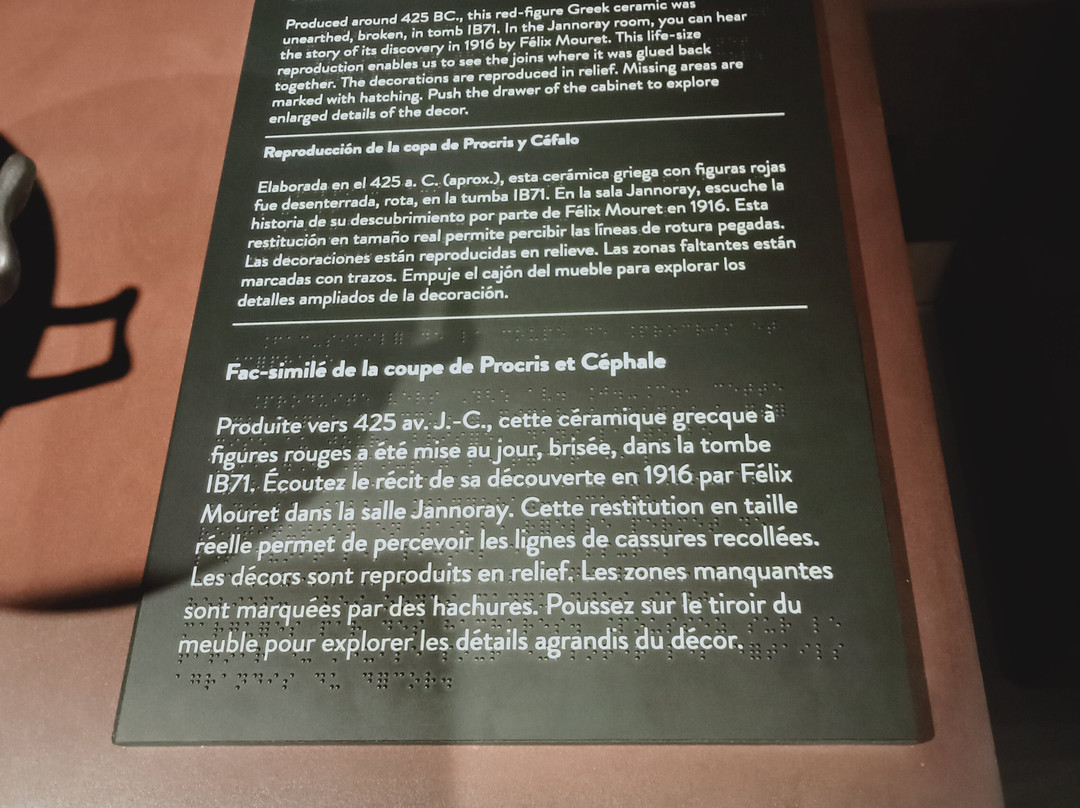 Produced around 425 BC., this red-figure Greek ceramic was
unearthed, broken, in tomb IB71. In the Jannoray room, you can hear
the story of its discovery in 1916 by Félix Mouret. This life-size
reproduction enables us to see the joins where it was glued back
together. The decorations are reproduced in relief. Missing areas are
marked with hatching. Push the drawer of the cabinet to explore
enlarged details of the decor.
Reproducción de la copa de Procris y Céfalo
Elaborada en el 425 a. C. (aprox.), esta cerámica griega con figuras rojas
fue desenterrada, rota, en la tumba IB71. En la sala Jannoray, escuche la
historia de su descubrimiento por parte de Félix Mouret en 1916. Esta
restitución en tamaño real permite percibir las líneas de rotura pegadas.
Las decoraciones están reproducidas en relieve. Las zonas faltantes están
marcadas con trazos. Empuje el cajón del mueble para explorar los
detalles ampliados de la decoración.
Fac-similé de la coupe de Procris et Céphale
Produite vers 425 av. J.-C., cette céramique grecque à
figures rouges a été mise au jour, brisée, dans la tombe
IB71. Écoutez le récit de sa découverte en 1916 par Félix
Mouret dans la salle Jannoray. Cette restitution en taille
réelle permet de percevoir les lignes de cassures recollées.
Les décors sont reproduits en relief. Les zones manquantes
sont marquées par des hachures. Poussez sur le tiroir du
meuble pour explorer les détails agrandis du décor.